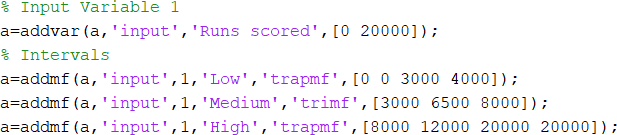 % Input Variable 1
a=addvar(a,'input','Runs scored',[0 20000]);
% Intervals
a=addmf(a,'input',1,'Low','trapmf',[0 0 3000 4000]);
a=addmf(a,'input',1,'Medium','trimf',[3000 6500 8000]);
a=addmf(a,'input',1,'High','trapmf',[8000 12000 20000 20000]);